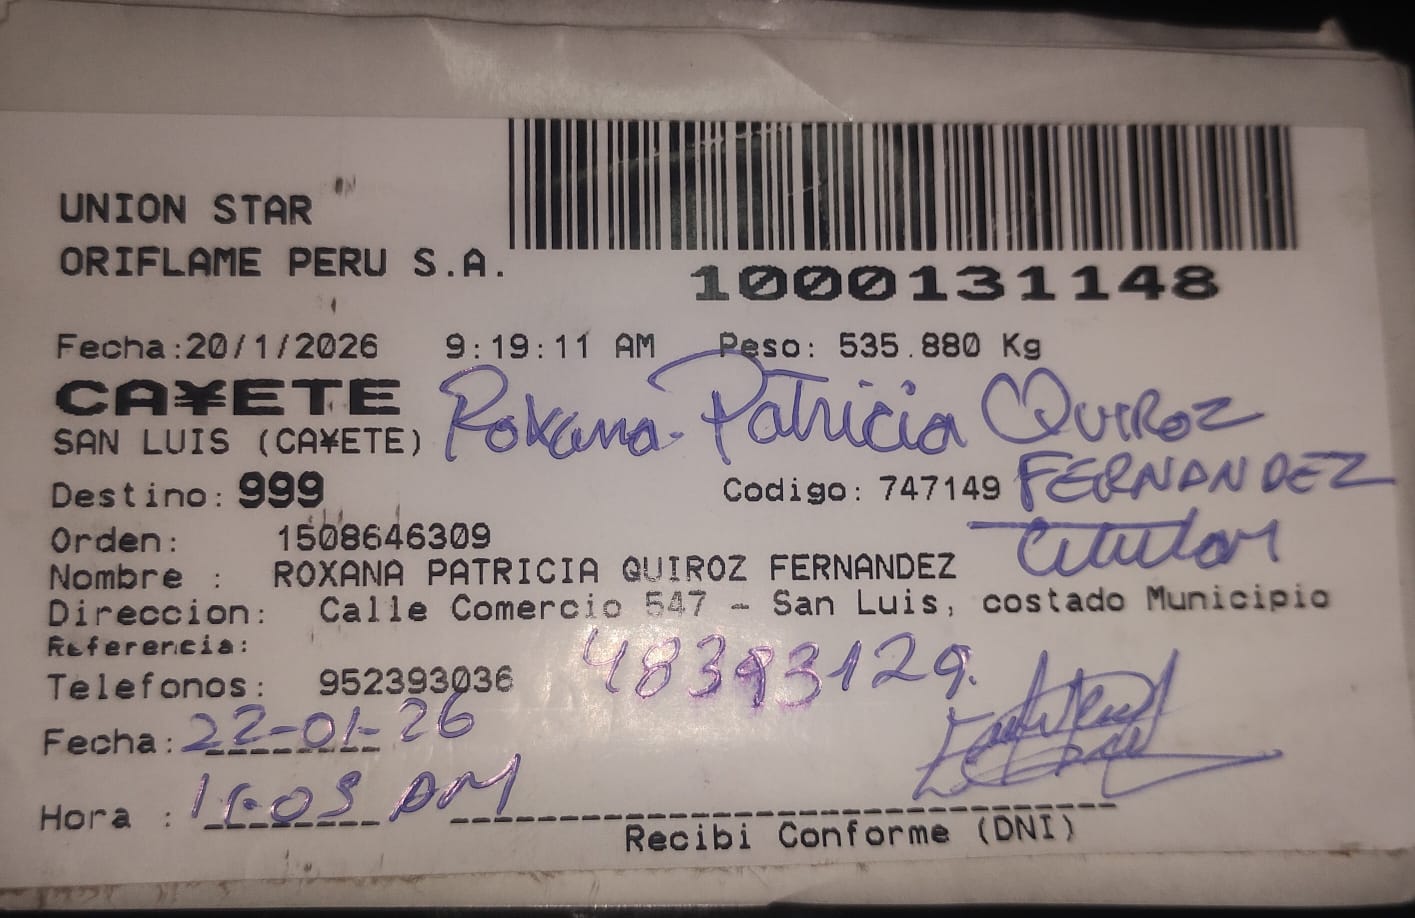 UNION STAR
ORIFLAME PERU S.A.
1000131148
Fecha:20/1/2026 9:19:11 AM Peso: 535.880 Kg
CA¥ETE
SAN LUIS (CA¥ETE)
Roxana Patricia Quiroz
FERNANDEZ
titular
Destino: 999 Codigo: 747149
Orden: 1508646309
Nombre : ROXANA PATRICIA QUIROZ FERNANDEZ
Direccion: Calle Comercio 547 - San Luis, costado Municipio
Referencia:
Telefonos: 952393036
48393129.
Fecha: 22-01-26
Hora : 11:03 AM
Recibi Conforme (DNI)